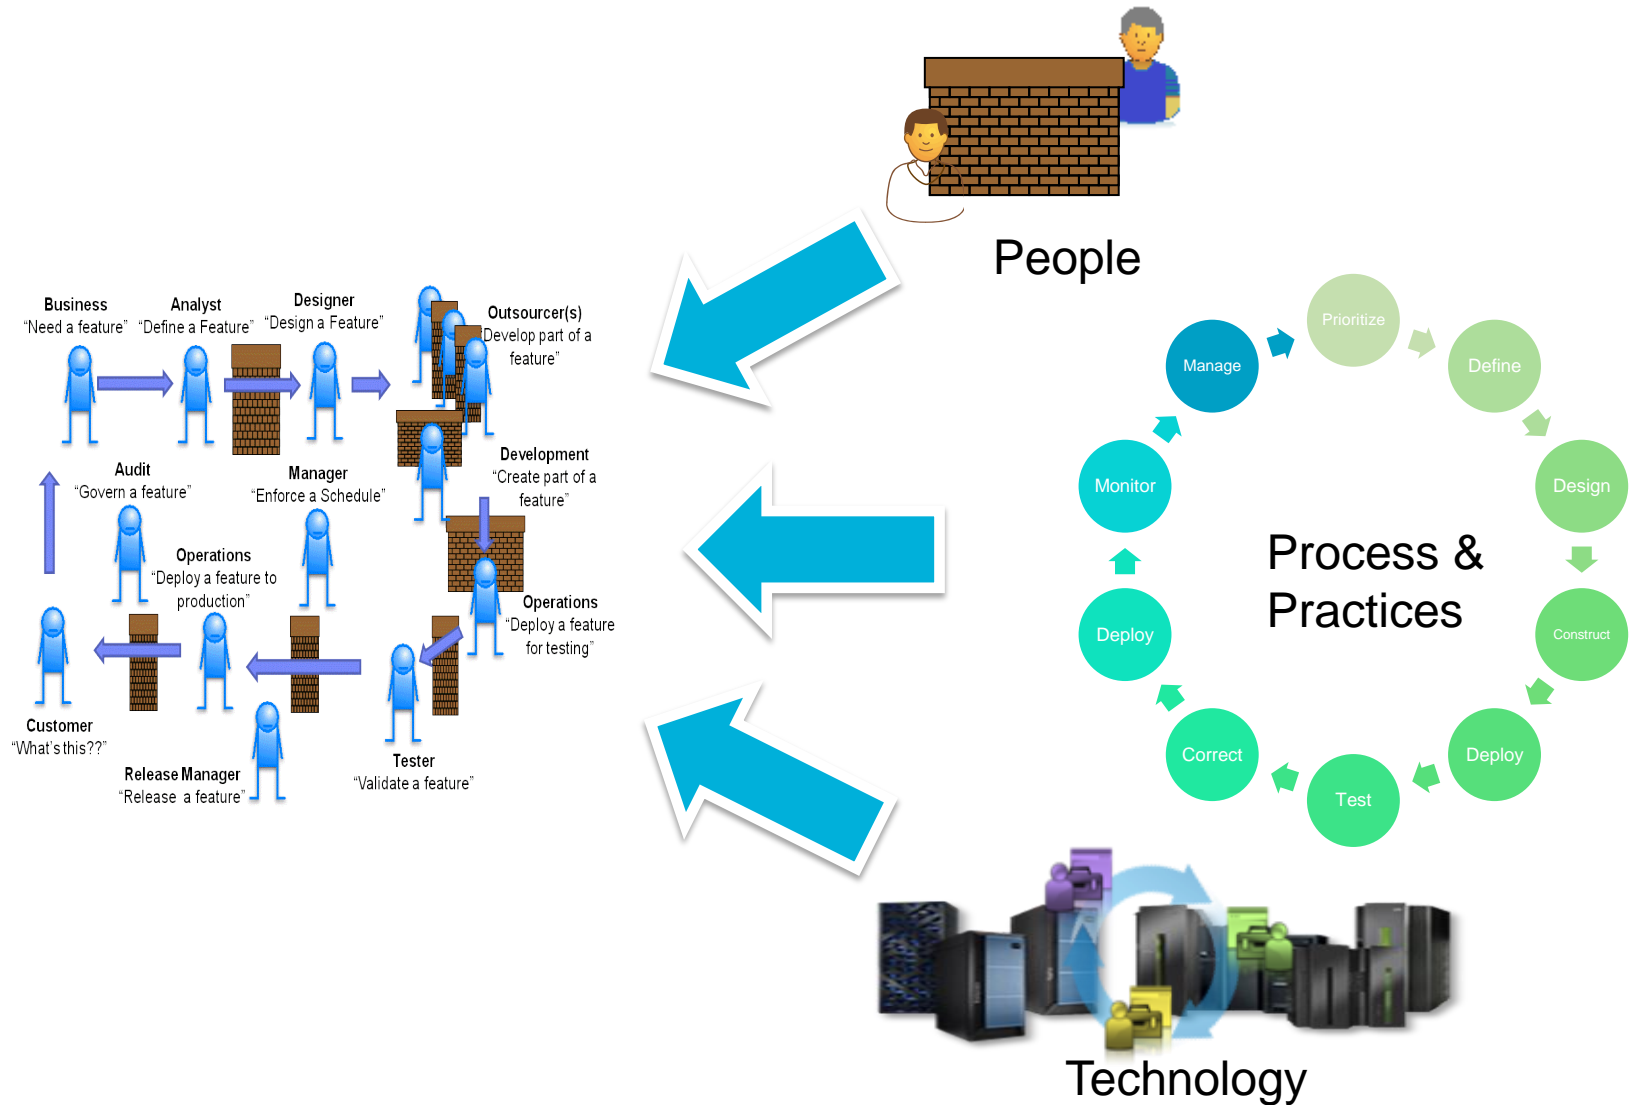 People
Business
“Need a feature”
Analyst
“Define a Feature”
Designer
“Design a Feature”
Outsourcer(s)
“Develop part of a
feature”
Development
“Create part of a
feature”
Audit
“Govern a feature”
Manager
“Enforce a Schedule”
Operations
“Deploy a feature to
production”
Operations
“Deploy a feature
for testing”
Customer
“What’s this??”
Release Manager
“Release a feature”
Tester
“Validate a feature”
Prioritize
Define
Design
Construct
Deploy
Test
Correct
Deploy
Monitor
Manage
Process &
Practices
Technology